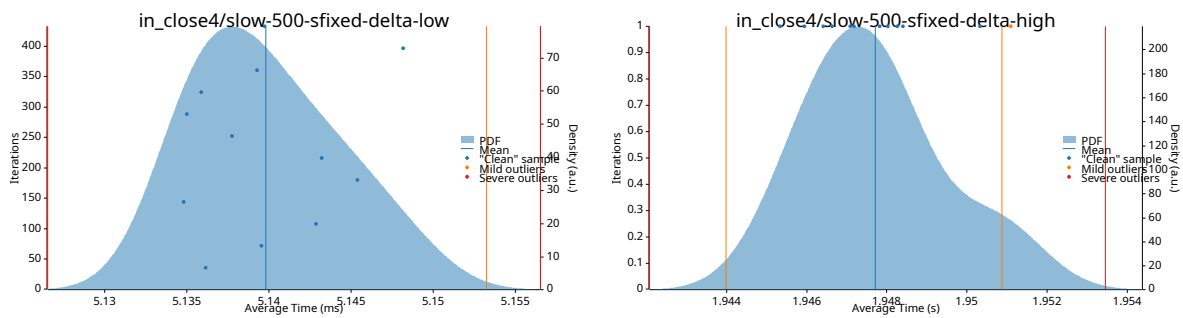 in_close4/slow-500-sfixed-delta-low
400
350
300
250
200
150
100
50
0
Iterations
5.13
5.135
5.14
5.145
5.15
5.155
Average Time (ms)
70
60
50
40
30
20
10
0
Density (a.u.)
PDF
Mean
"Clean" sample
Mild outliers
Severe outliers
in_close4/slow-500-sfixed-delta-high
1
0.9
0.8
0.7
0.6
0.5
0.4
0.3
0.2
0.1
0
Iterations
1.944
1.946
1.948
1.95
1.952
1.954
Average Time (s)
200
180
160
140
120
100
80
60
40
20
0
Density (a.u.)
PDF
Mean
"Clean" sample
Mild outliers
Severe outliers